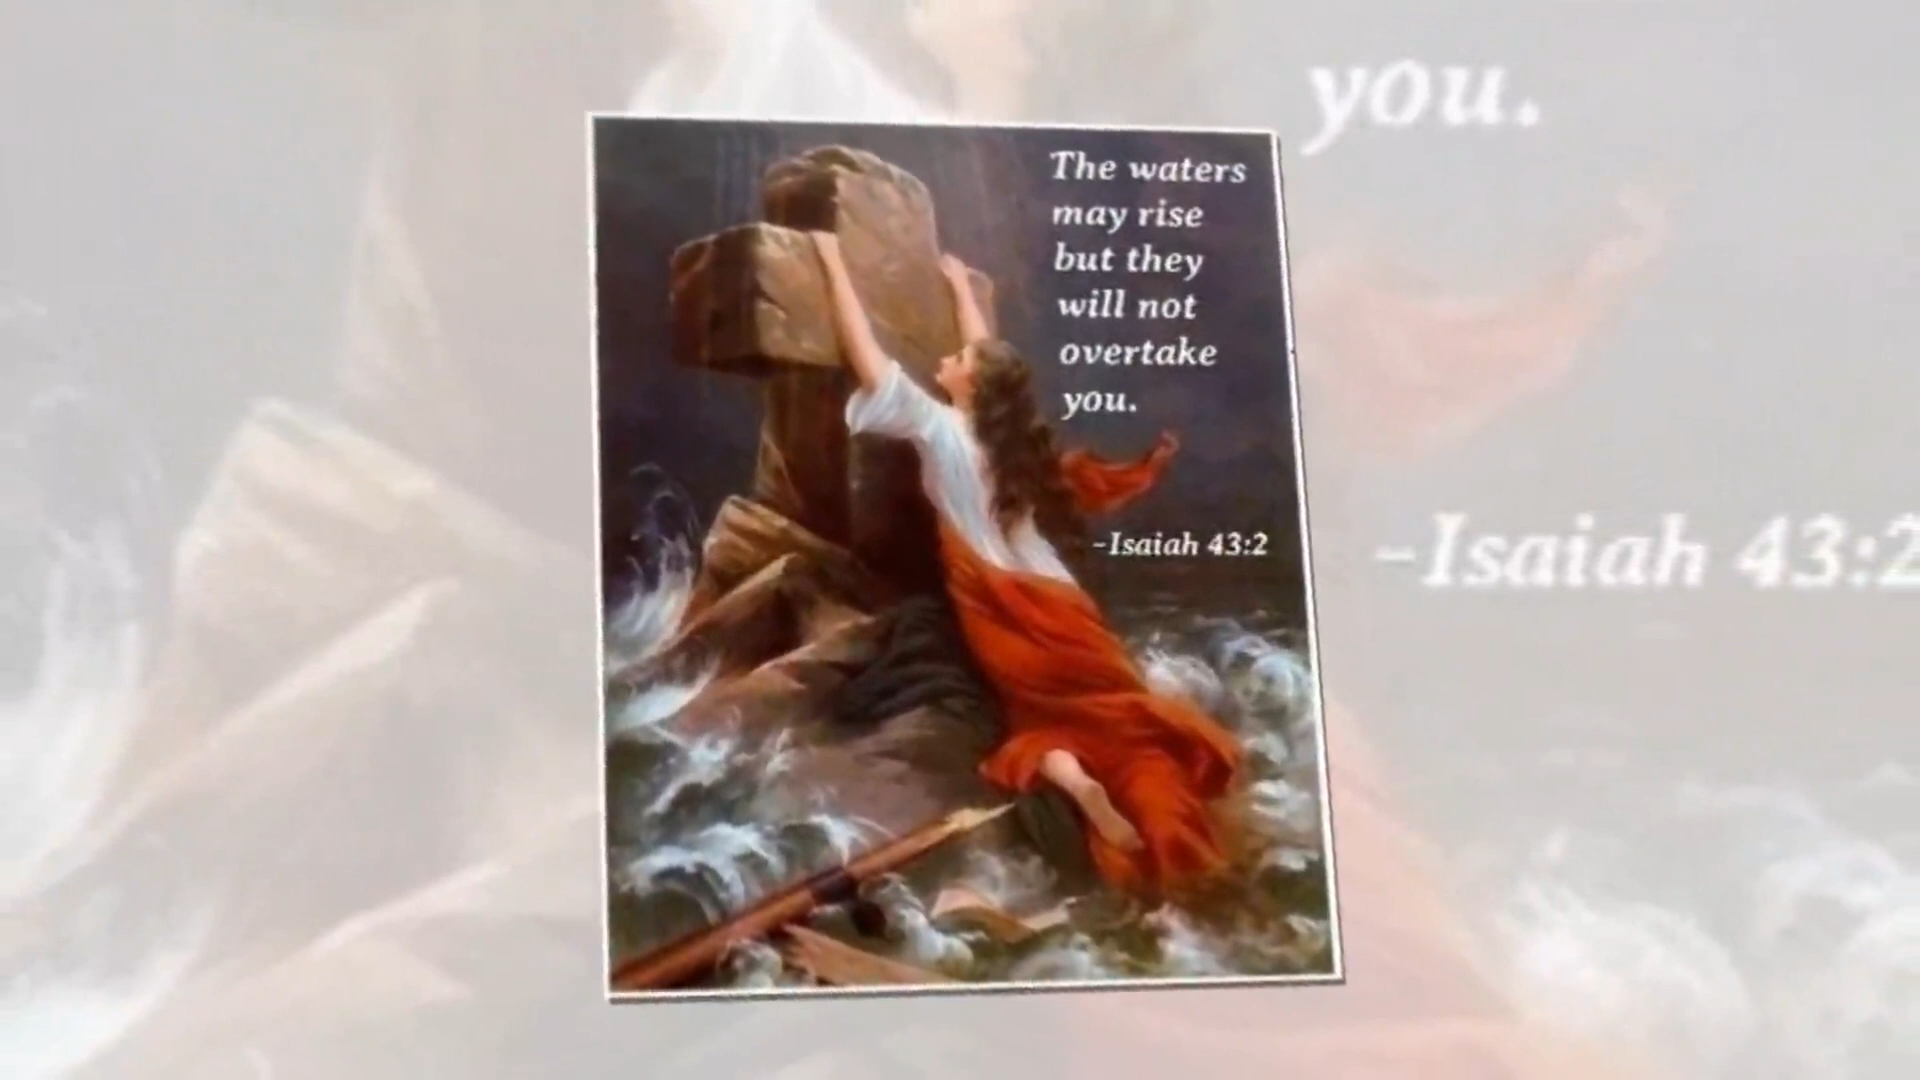 The waters
may rise
but they
will not
overtake
you.
-Isaiah 43:2
you.
-Isaiah 43:2